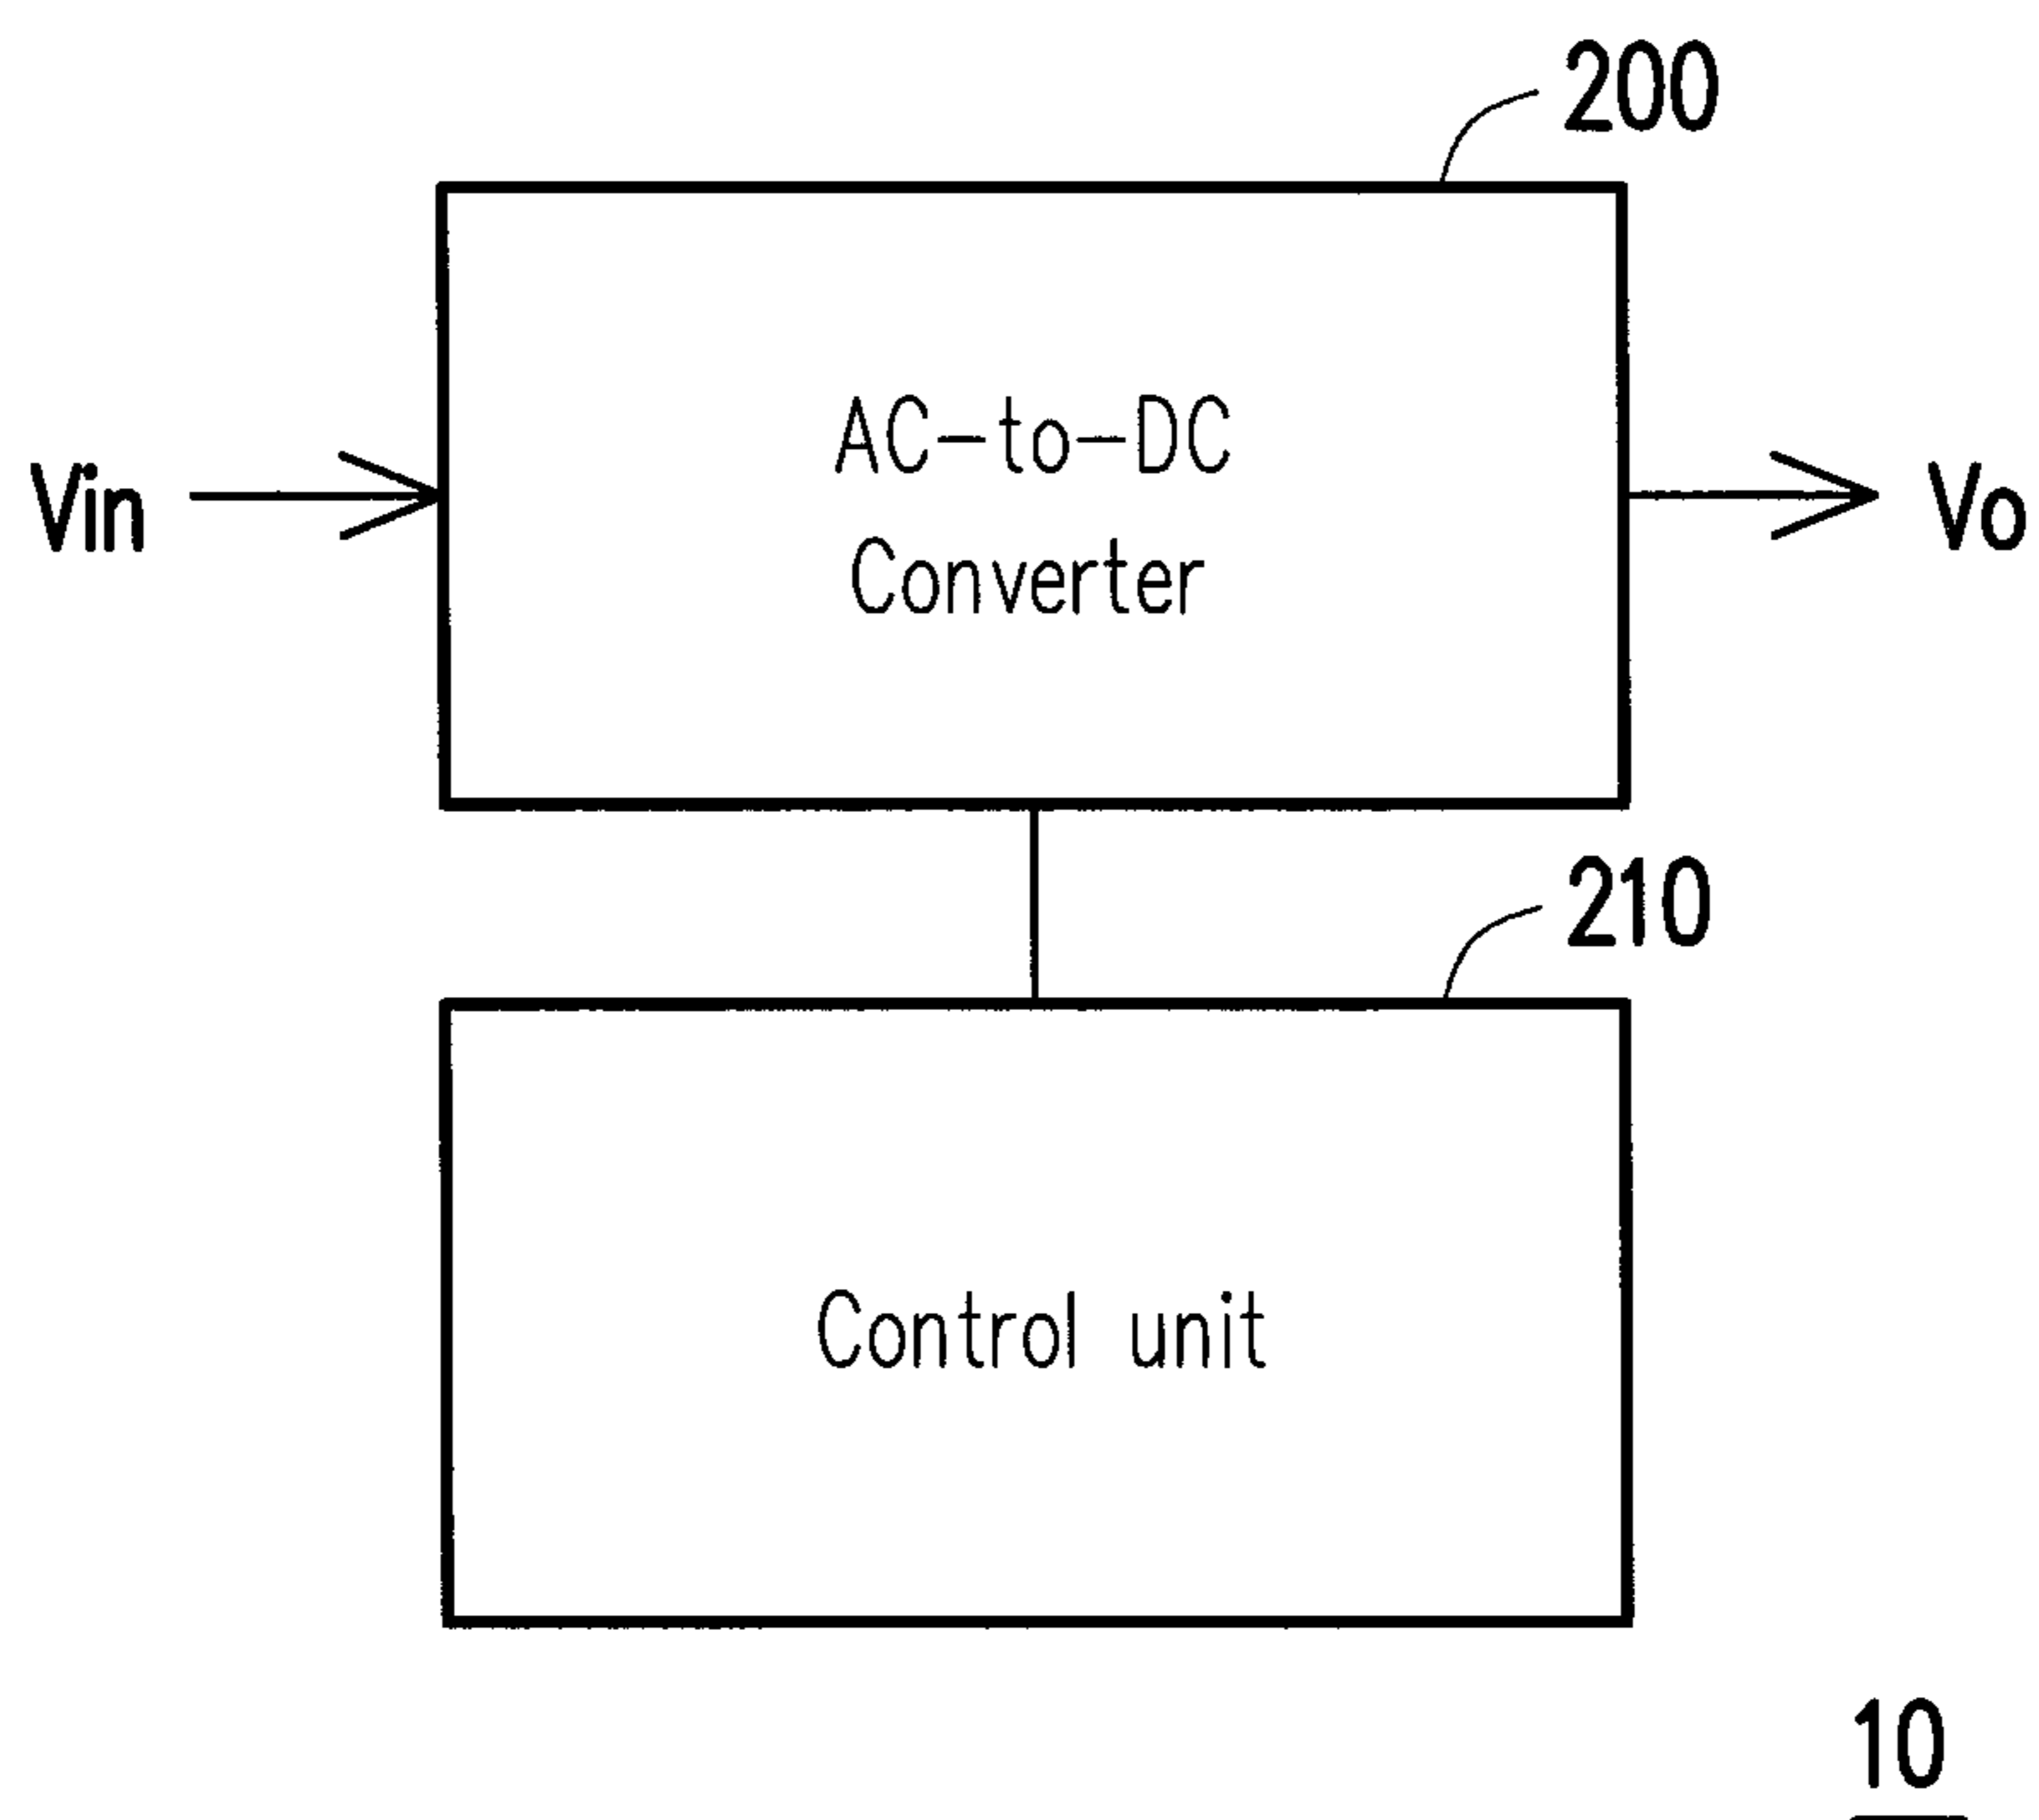 200
AC-to-DC
Converter
Vin
Vo
210
Control unit
10